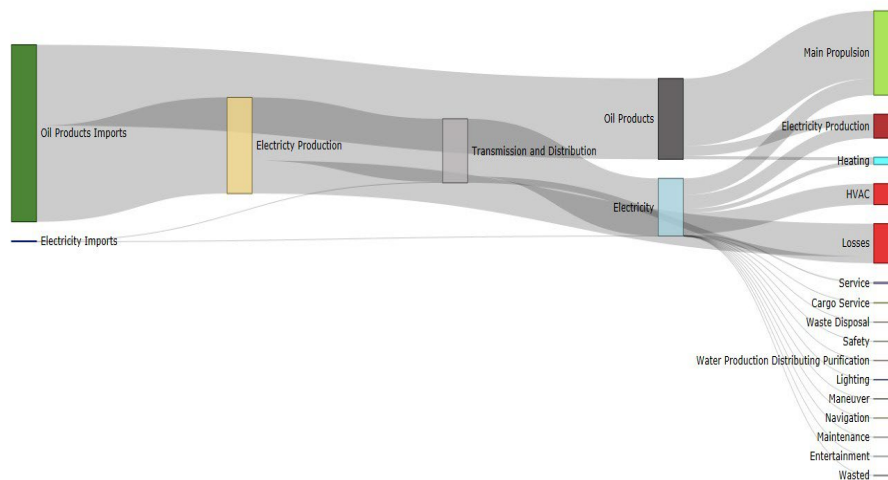 Oil Products Imports
Electricity Imports
Electricty Production
Transmission and Distribution
Oil Products
Electricity
Main Propulsion
Electricity Production
Heating
HVAC
Losses
Service
Cargo Service
Waste Disposal
Safety
Water Production Distributing Purification
Lighting
Maneuver
Navigation
Maintenance
Entertainment
Wasted